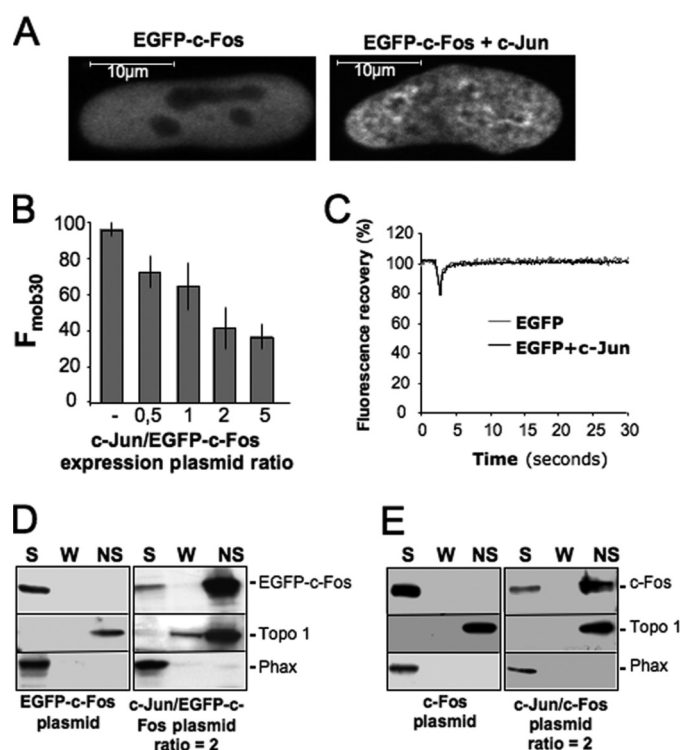 A
EGFP-c-Fos
EGFP-c-Fos + c-Jun
10μm
10μm
B
Fmob30
100
80
60
40
20
0
- 0,5 1 2 5
c-Jun/EGFP-c-Fos
expression plasmid ratio
C
Fluorescence recovery (%)
120
100
80
60
40
20
0
EGFP
EGFP+c-Jun
0 5 10 15 20 25 30
Time (seconds)
D
S W NS S W NS
EGFP-c-Fos
Topo 1
Phax
EGFP-c-Fos
plasmid
c-Jun/EGFP-c-
Fos plasmid
ratio = 2
E
S W NS S W NS
c-Fos
Topo 1
Phax
c-Fos
plasmid
c-Jun/c-Fos
plasmid
ratio = 2